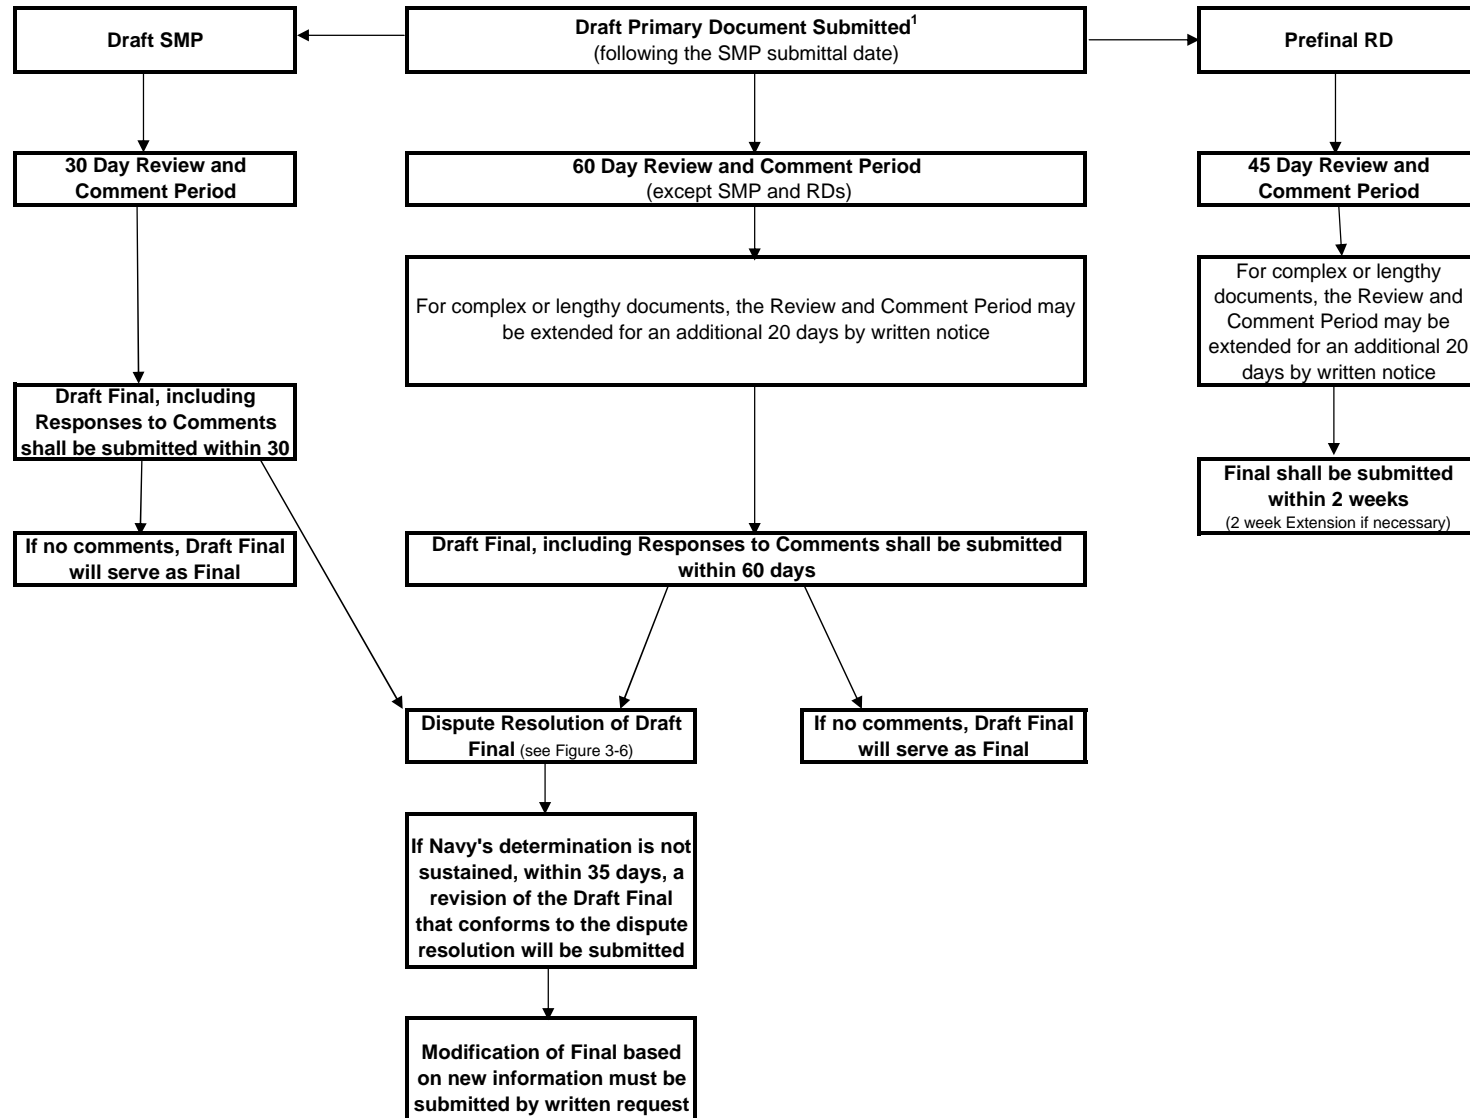 Draft SMP
Draft Primary Document Submitted1
(following the SMP submittal date)
Prefinal RD
30 Day Review and
Comment Period
60 Day Review and Comment Period
(except SMP and RDs)
45 Day Review and
Comment Period
For complex or lengthy documents, the Review and Comment Period may
be extended for an additional 20 days by written notice
For complex or lengthy
documents, the Review and
Comment Period may be
extended for an additional 20
days by written notice
Draft Final, including
Responses to Comments
shall be submitted within 30
Final shall be submitted
within 2 weeks
(2 week Extension if necessary)
If no comments, Draft Final
will serve as Final
Draft Final, including Responses to Comments shall be submitted
within 60 days
Dispute Resolution of Draft
Final (see Figure 3-6)
If no comments, Draft Final
will serve as Final
If Navy's determination is not
sustained, within 35 days, a
revision of the Draft Final
that conforms to the dispute
resolution will be submitted
Modification of Final based
on new information must be
submitted by written request